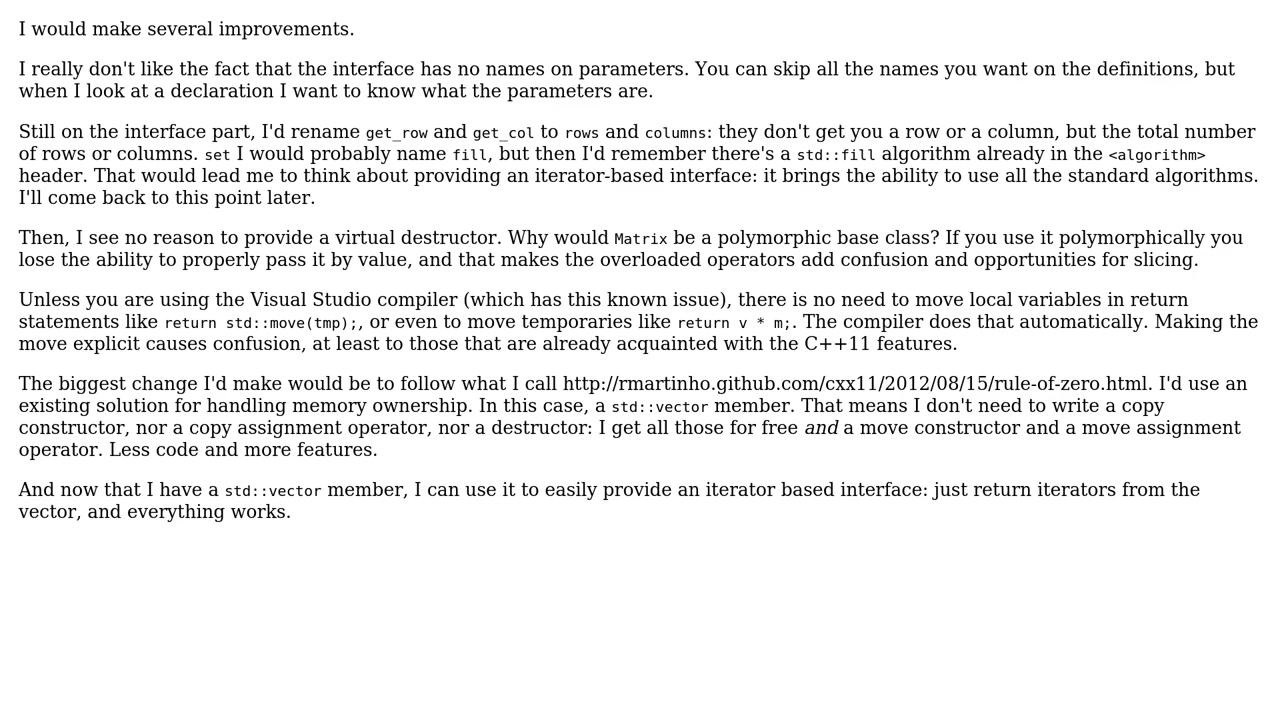 I would make several improvements.
I really don't like the fact that the interface has no names on parameters. You can skip all the names you want on the definitions, but
when I look at a declaration I want to know what the parameters are.
Still on the interface part, I'd rename get_row and get_col to rows and columns: they don't get you a row or a column, but the total number
of rows or columns. set I would probably name fill, but then I'd remember there's a std::fill algorithm already in the <algorithm>
header. That would lead me to think about providing an iterator-based interface: it brings the ability to use all the standard algorithms.
I'll come back to this point later.
Then, I see no reason to provide a virtual destructor. Why would Matrix be a polymorphic base class? If you use it polymorphically you
lose the ability to properly pass it by value, and that makes the overloaded operators add confusion and opportunities for slicing.
Unless you are using the Visual Studio compiler (which has this known issue), there is no need to move local variables in return
statements like return std::move(tmp);, or even to move temporaries like return v * m;. The compiler does that automatically. Making the
move explicit causes confusion, at least to those that are already acquainted with the C++11 features.
The biggest change I'd make would be to follow what I call http://rmartinho.github.com/cxx11/2012/08/15/rule-of-zero.html. I'd use an
existing solution for handling memory ownership. In this case, a std::vector member. That means I don't need to write a copy
constructor, nor a copy assignment operator, nor a destructor: I get all those for free and a move constructor and a move assignment
operator. Less code and more features.
And now that I have a std::vector member, I can use it to easily provide an iterator based interface: just return iterators from the
vector, and everything works.